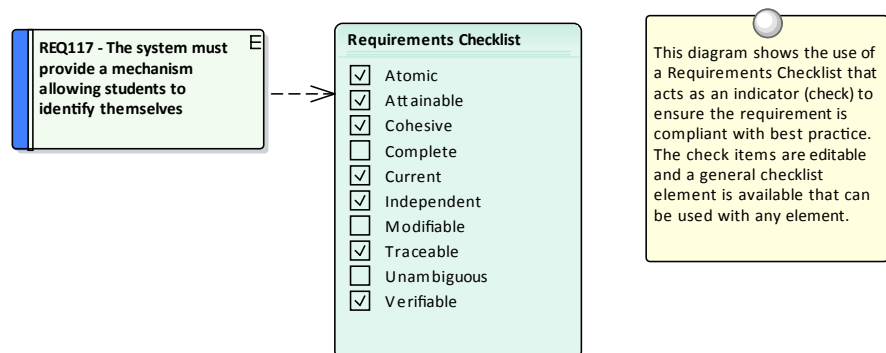 REQ117 - The system must
provide a mechanism
allowing students to
identify themselves
E
Requirements Checklist
Atomic
Attainable
Cohesive
Complete
Current
Independent
Modifiable
Traceable
Unambiguous
Verifiable
This diagram shows the use of
a Requirements Checklist that
acts as an indicator (check) to
ensure the requirement is
compliant with best practice.
The check items are editable
and a general checklist
element is available that can
be used with any element.